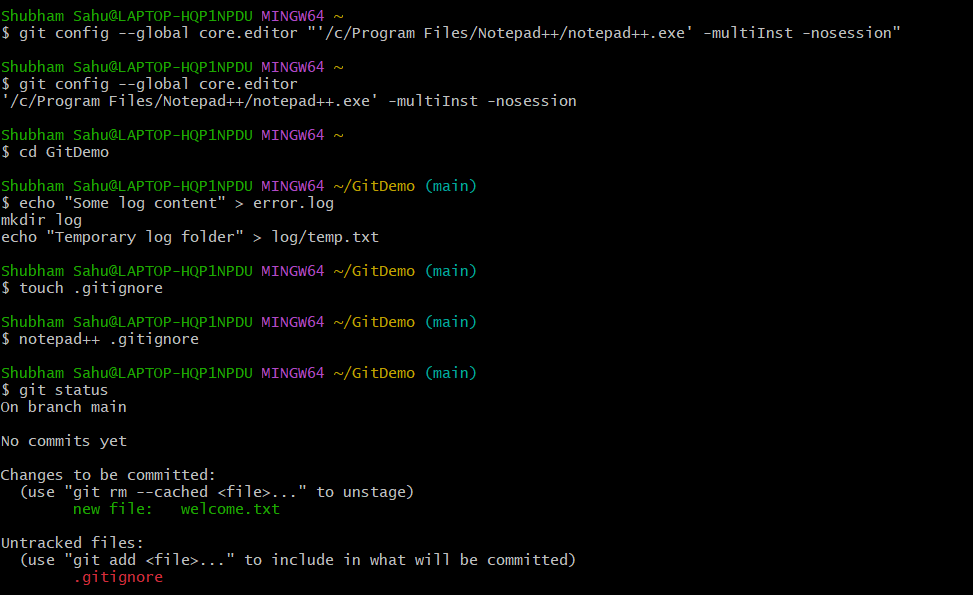 Shubham Sahu@LAPTOP-HQP1NPDU MINGW64 ~
$ git config --global core.editor "'/c/Program Files/Notepad++/notepad++.exe' -multiInst -nosession"
Shubham Sahu@LAPTOP-HQP1NPDU MINGW64 ~
$ git config --global core.editor
'/c/Program Files/Notepad++/notepad++.exe' -multiInst -nosession
Shubham Sahu@LAPTOP-HQP1NPDU MINGW64 ~
$ cd GitDemo
Shubham Sahu@LAPTOP-HQP1NPDU MINGW64 ~/GitDemo (main)
$ echo "Some log content" > error.log
mkdir log
echo "Temporary log folder" > log/temp.txt
Shubham Sahu@LAPTOP-HQP1NPDU MINGW64 ~/GitDemo (main)
$ touch .gitignore
Shubham Sahu@LAPTOP-HQP1NPDU MINGW64 ~/GitDemo (main)
$ notepad++ .gitignore
Shubham Sahu@LAPTOP-HQP1NPDU MINGW64 ~/GitDemo (main)
$ git status
On branch main
No commits yet
Changes to be committed:
  (use "git rm --cached <file>..." to unstage)
        new file:   welcome.txt
Untracked files:
  (use "git add <file>..." to include in what will be committed)
        .gitignore